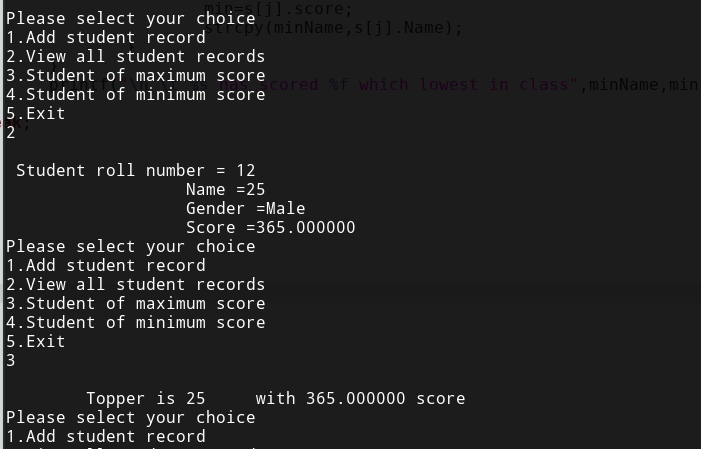 min=s[j].score;
Please select your choice
strcpy(minName,s[j].Name);
1.Add student record
2.View all student records
3.Student of maximum score
has scored %f which lowest in class",minName,min
4.Student of minimum score
5.Exit
2
Student roll number = 12
Name =25
Gender =Male
Score =365.000000
Please select your choice
1.Add student record
2.View all student records
3.Student of maximum score
4.Student of minimum score
5.Exit
3
Topper is 25 with 365.000000 score
Please select your choice
1.Add student record